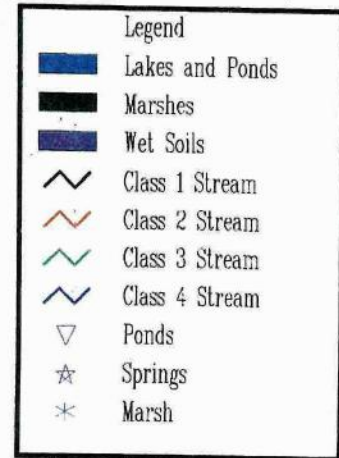 Legend
Lakes and Ponds
Marshes
Wet Soils
Class 1 Stream
Class 2 Stream
Class 3 Stream
Class 4 Stream
Ponds
Springs
Marsh